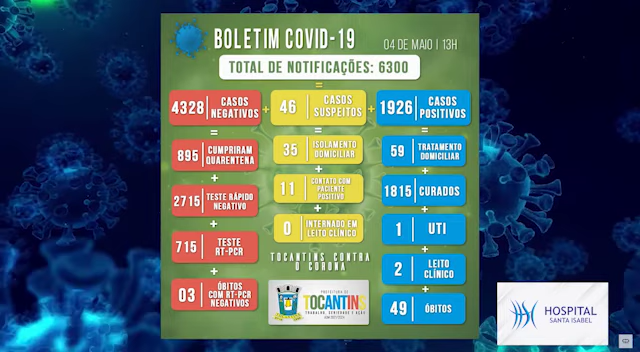 BOLETIM COVID-19
04 DE MAIO | 13H
TOTAL DE NOTIFICAÇÕES: 6300
=
4328 CASOS NEGATIVOS + 46 CASOS SUSPEITOS + 1926 CASOS POSITIVOS
=
895 CUMPRIRAM QUARENTENA
+
2715 TESTE RÁPIDO NEGATIVO
+
715 TESTE RT-PCR
+
03 ÓBITOS COM RT-PCR NEGATIVOS
=
35 ISOLAMENTO DOMICILIAR
+
11 CONTATO COM PACIENTE POSITIVO
+
0 INTERNADO EM LEITO CLÍNICO
TOCANTINS CONTRA
O CORONA
PREFEITURA DE
TOCANTINS
TRABALHO, SERIEDADE E AÇÃO
=
59 TRATAMENTO DOMICILIAR
+
1815 CURADOS
+
1 UTI
+
2 LEITO CLÍNICO
+
49 ÓBITOS
HOSPITAL
SANTA ISABEL